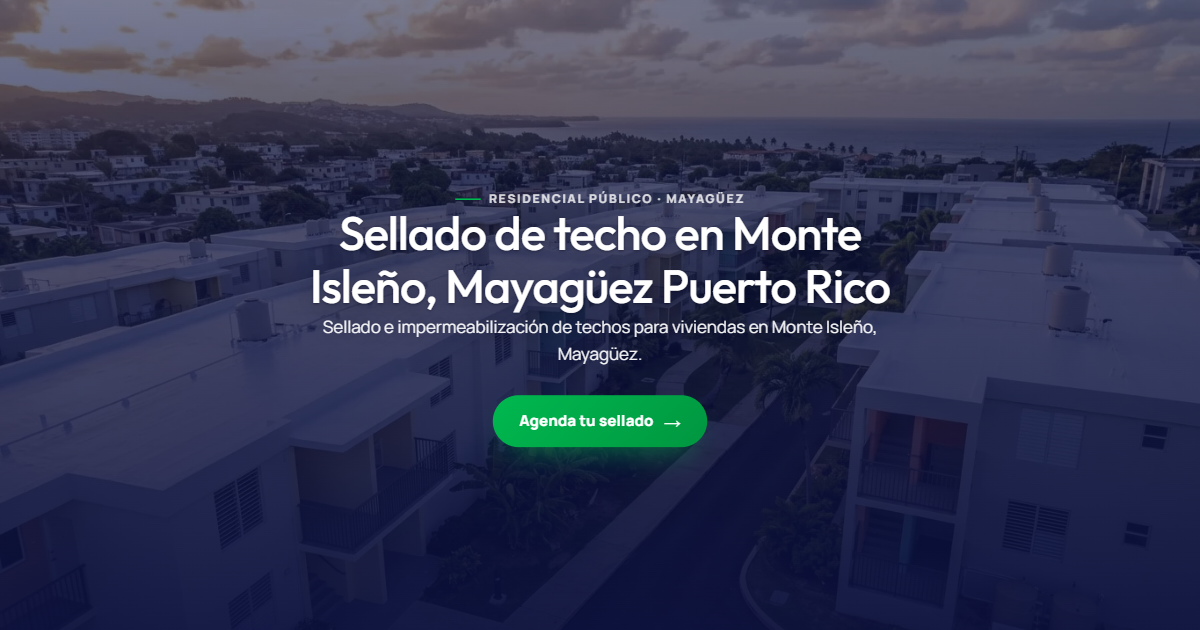 RESIDENCIAL PÚBLICO · MAYAGÜEZ
Sellado de techo en Monte
Isleño, Mayagüez Puerto Rico
Sellado e impermeabilización de techos para viviendas en Monte Isleño,
Mayagüez.
Agenda tu sellado →